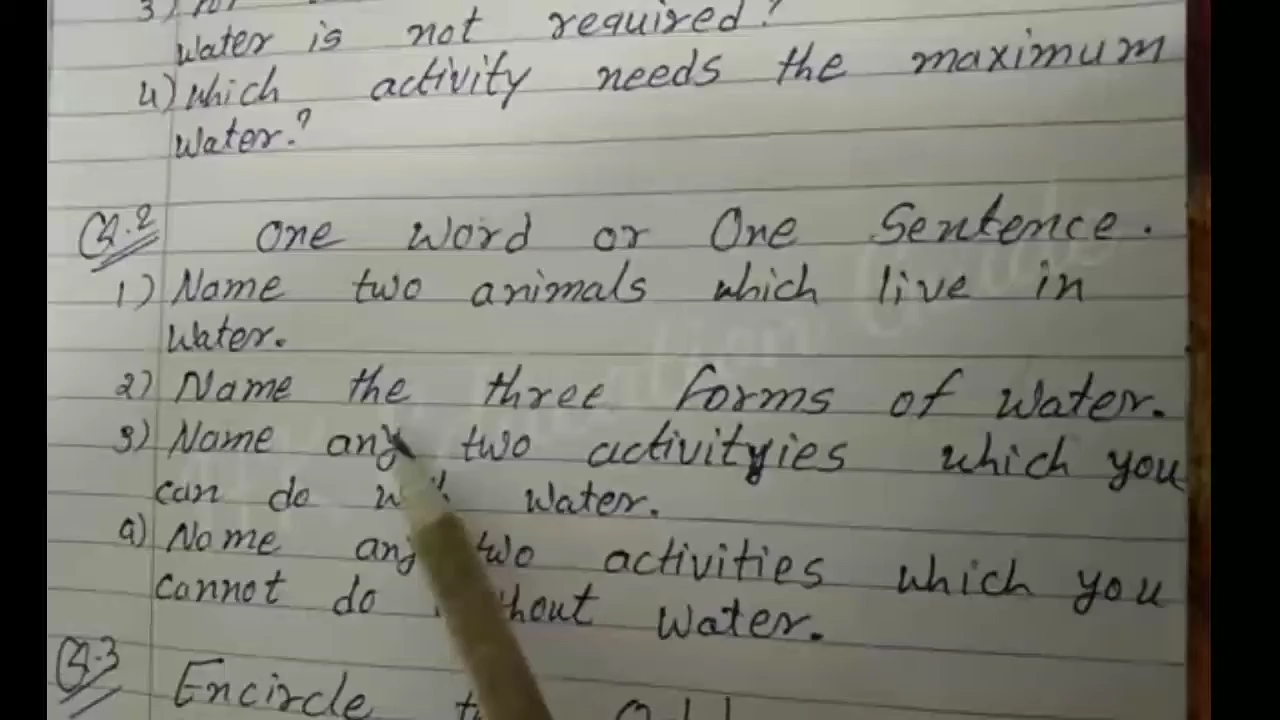 3)
Water is not required?
4) Which activity needs the maximum
Water.?
Q.2 One Word or One Sentence.
1) Name two animals which live in
Water.
2) Name the three forms of Water.
3) Name any two activityies which you
can do Water.
a) Name any two activities which you
cannot do Water.
Q.3 Encircle